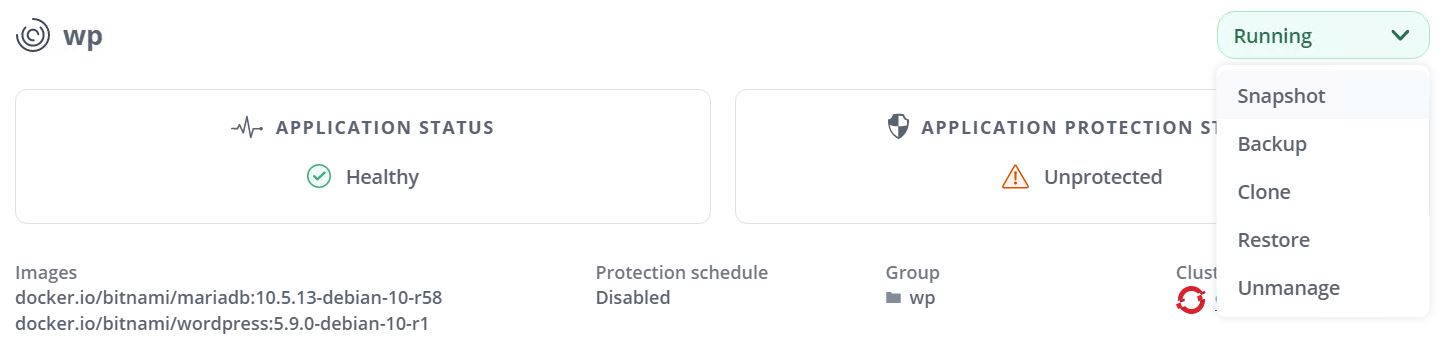 wp
Running
Snapshot
Backup
Clone
Restore
Unmanage
APPLICATION STATUS
Healthy
APPLICATION PROTECTION
Unprotected
Images
docker.io/bitnami/mariadb:10.5.13-debian-10-r58
docker.io/bitnami/wordpress:5.9.0-debian-10-r1
Protection schedule
Disabled
Group
wp